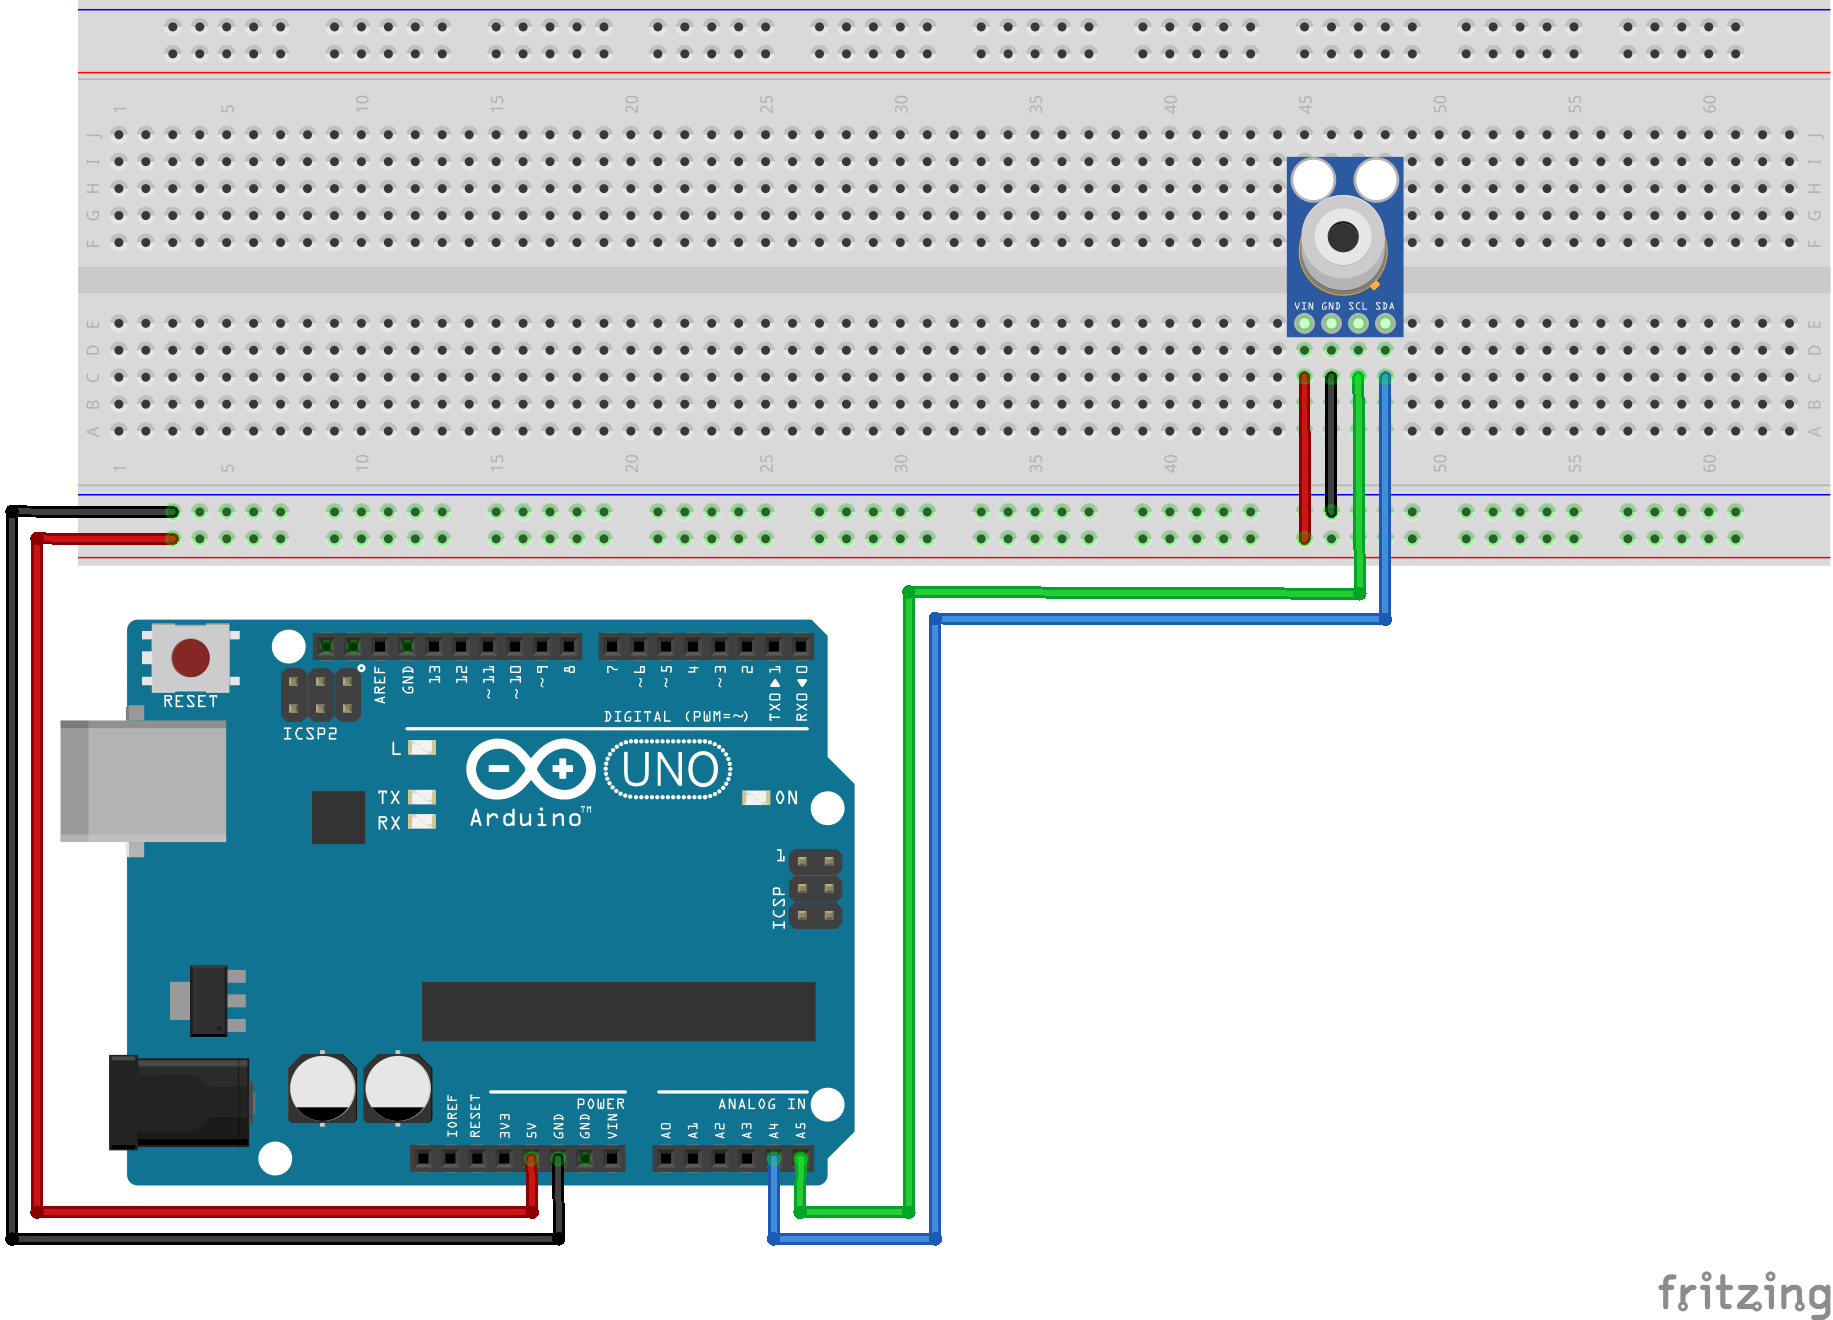 1 5 10 15 20 25 30 35 40 45 50 55 60
J J
I I
H H
G G
F F
VIN GND SCL SDA
E E
D D
C C
B B
A A
1 5 10 15 20 25 30 35 40 50 55 60
RESET
ICSP2
AREF GND 13 12 ~11 ~10 ~9 8 7 ~6 ~5 4 ~3 2 TX0▶1 RX0◀0
DIGITAL (PWM=~)
L
UNO
TX
RX
ON
Arduino™
1
ICSP
POWER
ANALOG IN
IOREF RESET 3V3 5V GND GND VIN A0 A1 A2 A3 A4 A5
fritzing